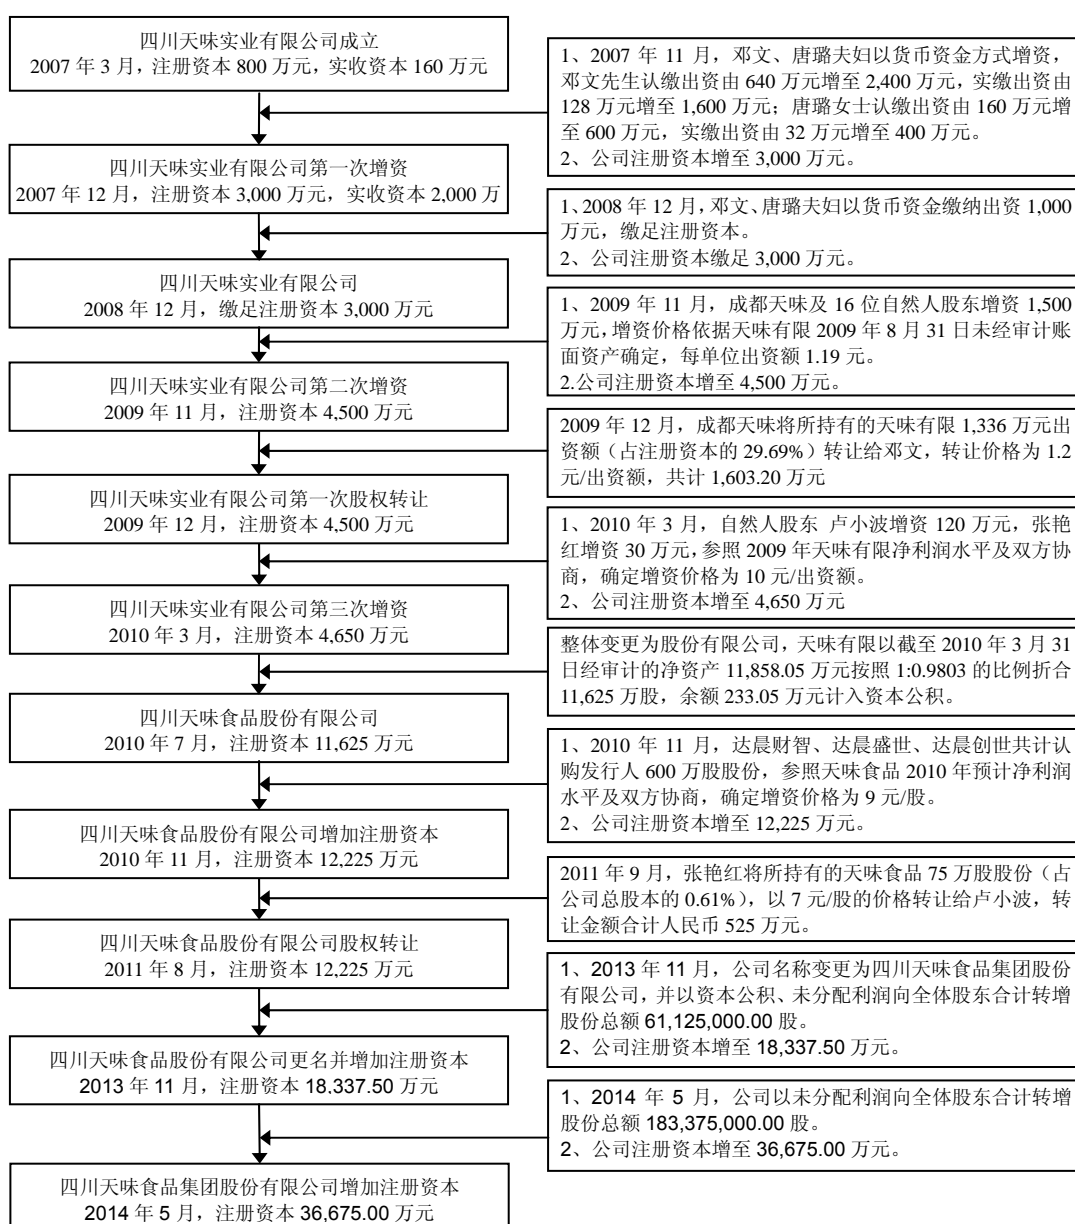 四川天味实业有限公司成立
2007 年 3 月，注册资本 800 万元，实收资本 160 万元
1、2007 年 11 月，邓文、唐璐夫妇以货币资金方式增资，
邓文先生认缴出资由 640 万元增至 2,400 万元，实缴出资由
128 万元增至 1,600 万元；唐璐女士认缴出资由 160 万元增
至 600 万元，实缴出资由 32 万元增至 400 万元。
2、公司注册资本增至 3,000 万元。
四川天味实业有限公司第一次增资
2007 年 12 月，注册资本 3,000 万元，实收资本 2,000 万
1、2008 年 12 月，邓文、唐璐夫妇以货币资金缴纳出资 1,000
万元，缴足注册资本。
2、公司注册资本缴足 3,000 万元。
四川天味实业有限公司
2008 年 12 月，缴足注册资本 3,000 万元
1、2009 年 11 月，成都天味及 16 位自然人股东增资 1,500
万元，增资价格依据天味有限 2009 年 8 月 31 日未经审计账
面资产确定，每单位出资额 1.19 元。
2.公司注册资本增至 4,500 万元。
四川天味实业有限公司第二次增资
2009 年 11 月，注册资本 4,500 万元
2009 年 12 月，成都天味将所持有的天味有限 1,336 万元出
资额（占注册资本的 29.69%）转让给邓文，转让价格为 1.2
元/出资额，共计 1,603.20 万元
四川天味实业有限公司第一次股权转让
2009 年 12 月，注册资本 4,500 万元
1、2010 年 3 月，自然人股东 卢小波增资 120 万元，张艳
红增资 30 万元，参照 2009 年天味有限净利润水平及双方协
商，确定增资价格为 10 元/出资额。
2、公司注册资本增至 4,650 万元
四川天味实业有限公司第三次增资
2010 年 3 月，注册资本 4,650 万元
整体变更为股份有限公司，天味有限以截至 2010 年 3 月 31
日经审计的净资产 11,858.05 万元按照 1:0.9803 的比例折合
11,625 万股，余额 233.05 万元计入资本公积。
四川天味食品股份有限公司
2010 年 7 月，注册资本 11,625 万元
1、2010 年 11 月，达晨财智、达晨盛世、达晨创世共计认
购发行人 600 万股股份，参照天味食品 2010 年预计净利润
水平及双方协商，确定增资价格为 9 元/股。
2、公司注册资本增至 12,225 万元。
四川天味食品股份有限公司增加注册资本
2010 年 11 月，注册资本 12,225 万元
2011 年 9 月，张艳红将所持有的天味食品 75 万股股份（占
公司总股本的 0.61%），以 7 元/股的价格转让给卢小波，转
让金额合计人民币 525 万元。
四川天味食品股份有限公司股权转让
2011 年 8 月，注册资本 12,225 万元
1、2013 年 11 月，公司名称变更为四川天味食品集团股份
有限公司，并以资本公积、未分配利润向全体股东合计转增
股份总额 61,125,000.00 股。
2、公司注册资本增至 18,337.50 万元。
四川天味食品股份有限公司更名并增加注册资本
2013 年 11 月，注册资本 18,337.50 万元
1、2014 年 5 月，公司以未分配利润向全体股东合计转增
股份总额 183,375,000.00 股。
2、公司注册资本增至 36,675.00 万元。
四川天味食品集团股份有限公司增加注册资本
2014 年 5 月，注册资本 36,675.00 万元